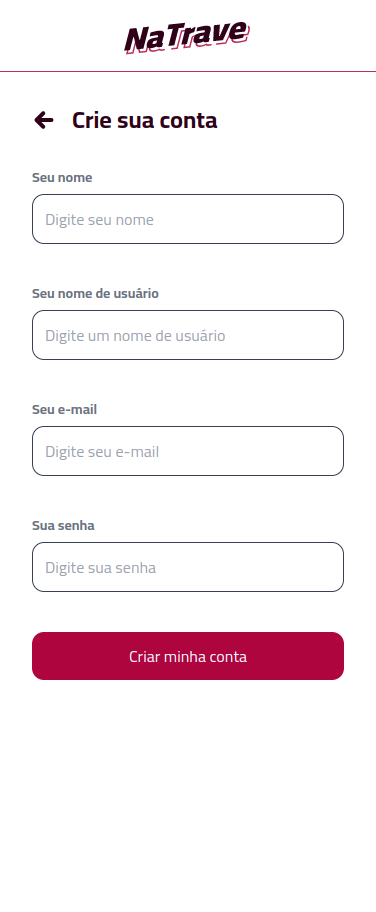 NaTrave
Crie sua conta
Seu nome
Digite seu nome
Seu nome de usuário
Digite um nome de usuário
Seu e-mail
Digite seu e-mail
Sua senha
Digite sua senha
Criar minha conta